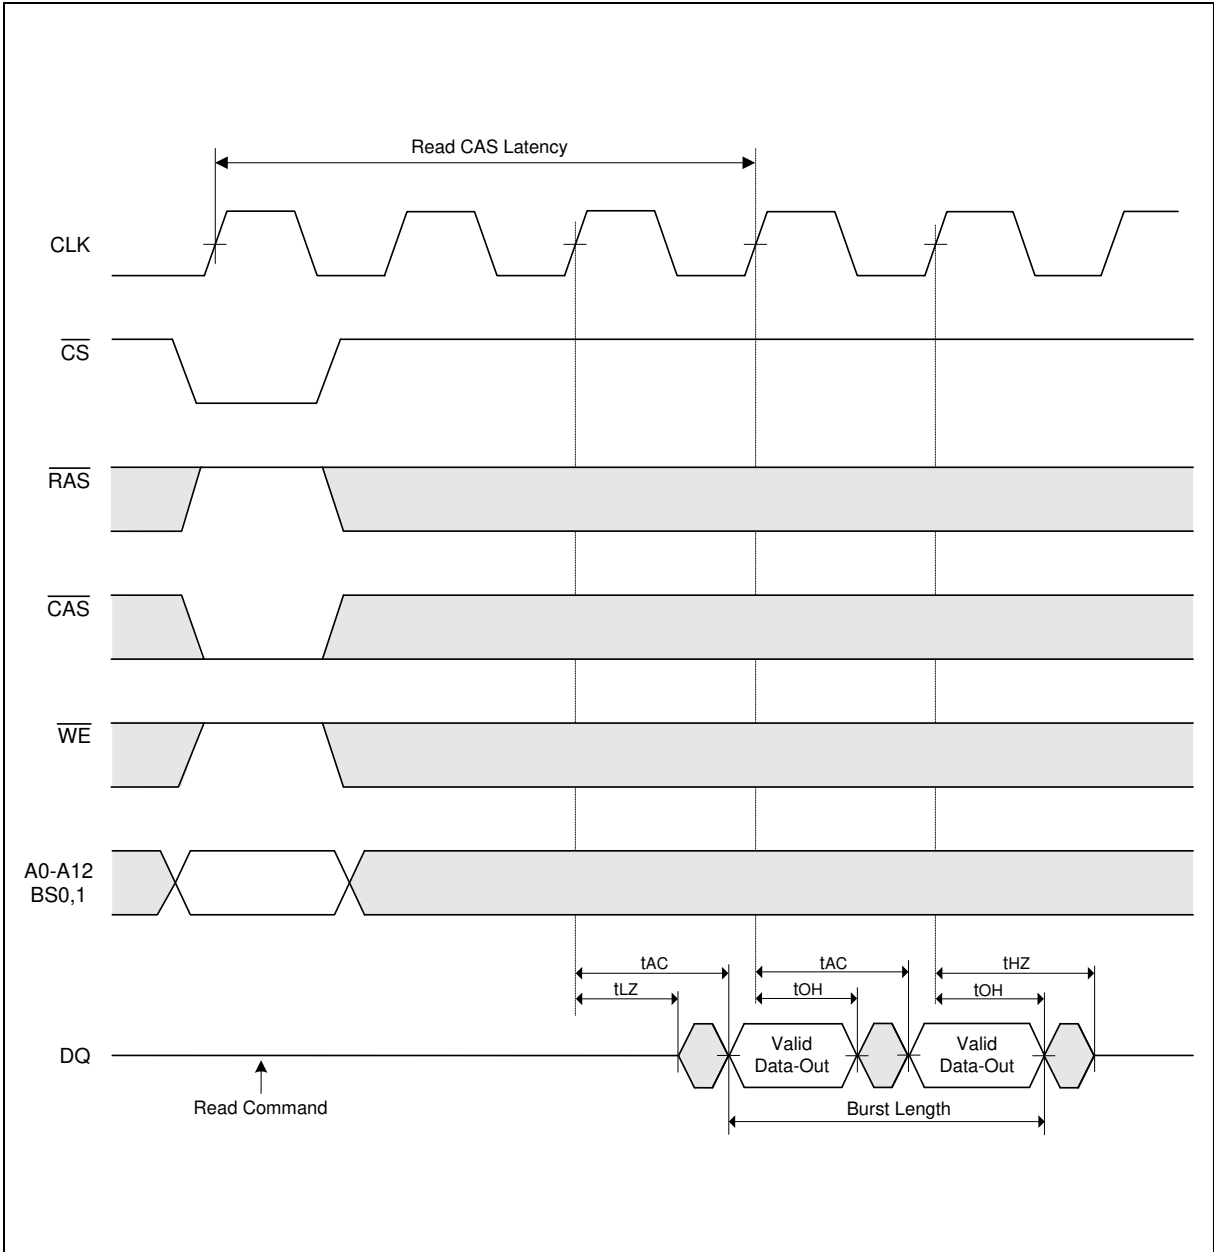 Read CAS Latency
CLK
CS
RAS
CAS
WE
A0-A12
BS0,1
tAC
tAC
tHZ
tLZ
tOH
tOH
DQ
Valid
Data-Out
Valid
Data-Out
Read Command
Burst Length